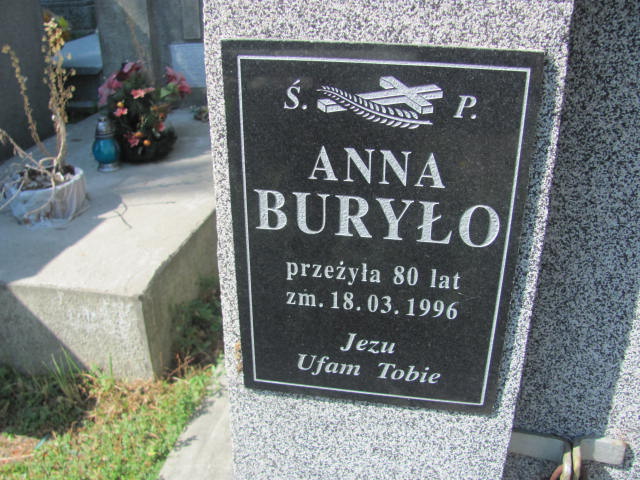 Ś. P.
ANNA
BURYŁO
przeżyła 80 lat
zm. 18.03.1996
Jezu
Ufam Tobie